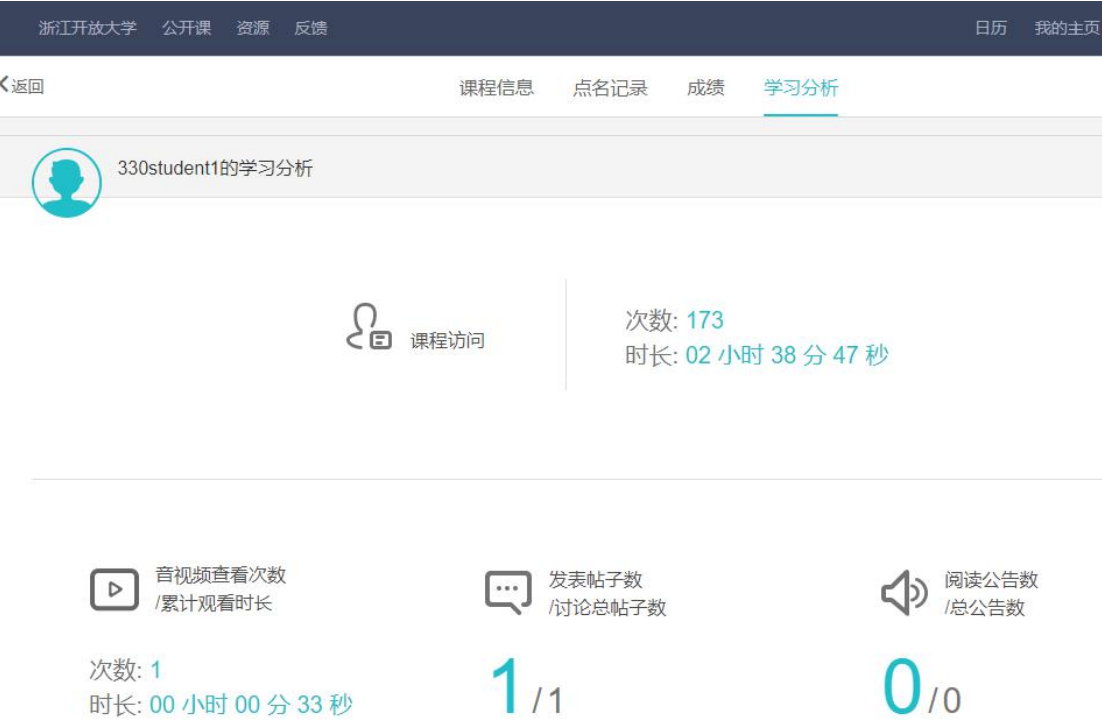 浙江开放大学 公开课 资源 反馈 日历 我的主页
返回 课程信息 点名记录 成绩 学习分析
330student1的学习分析
课程访问
次数: 173
时长: 02 小时 38 分 47 秒
音视频查看次数
/累计观看时长
次数: 1
时长: 00 小时 00 分 33 秒
发表帖子数
/讨论总帖子数
1/1
阅读公告数
/总公告数
0/0